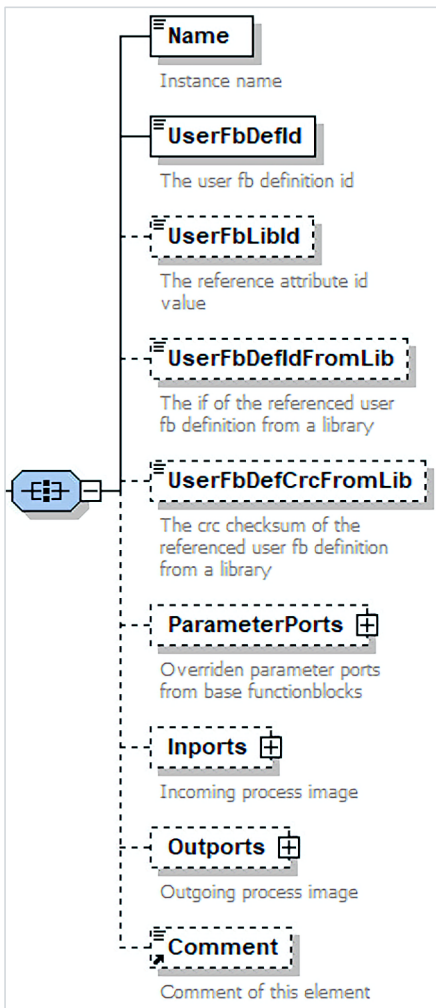 Name
Instance name
UserFbDefId
The user fb definition id
UserFbLibId
The reference attribute id
value
UserFbDefIdFromLib
The if of the referenced user
fb definition from a library
UserFbDefCrcFromLib
The crc checksum of the
referenced user fb definition
from a library
ParameterPorts
Overriden parameter ports
from base functionblocks
Inports
Incoming process image
Outports
Outgoing process image
Comment
Comment of this element